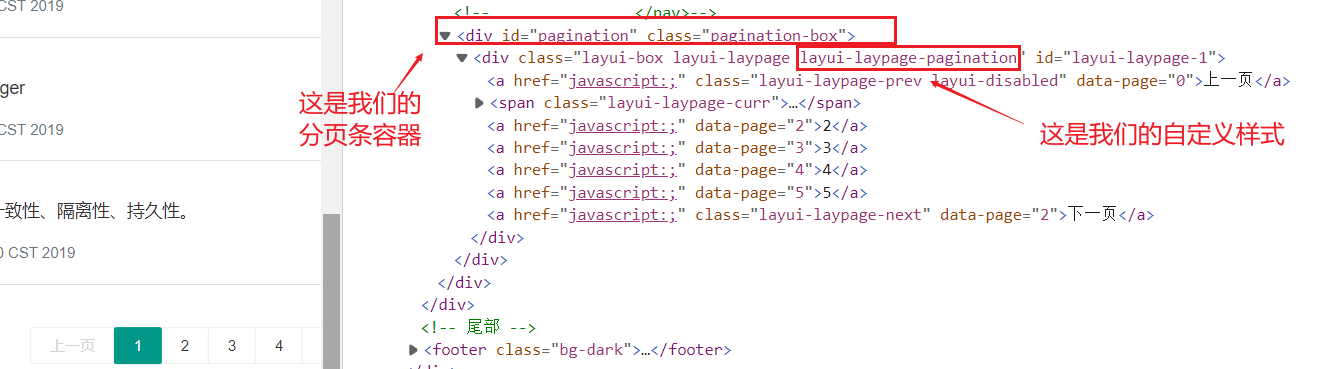 CST 2019
ger
CST 2019
一致性、隔离性、持久性。
0 CST 2019
上一页 1 2 3 4
<!-- </nav>-->
<div id="pagination" class="pagination-box">
<div class="layui-box layui-laypage layui-laypage-pagination" id="layui-laypage-1">
<a href="javascript:;" class="layui-laypage-prev layui-disabled" data-page="0">上一页</a>
<span class="layui-laypage-curr">…</span>
<a href="javascript:;" data-page="2">2</a>
<a href="javascript:;" data-page="3">3</a>
<a href="javascript:;" data-page="4">4</a>
<a href="javascript:;" data-page="5">5</a>
<a href="javascript:;" class="layui-laypage-next" data-page="2">下一页</a>
</div>
</div>
</div>
</div>
<!-- 尾部 -->
<footer class="bg-dark">…</footer>
这是我们的
分页条容器
这是我们的自定义样式